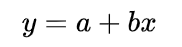 y = a + bx